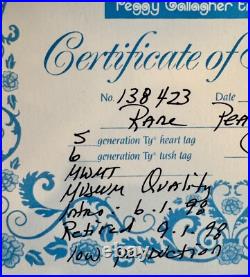 Peggy Gallagher E
Certificate of
No. 138423 Date
Rare Pea
5 generation Ty® heart tag
6 generation Ty® tush tag
MWMT
Museum Quality
Intro: 6.1.98
Retired 9.1.98
low production